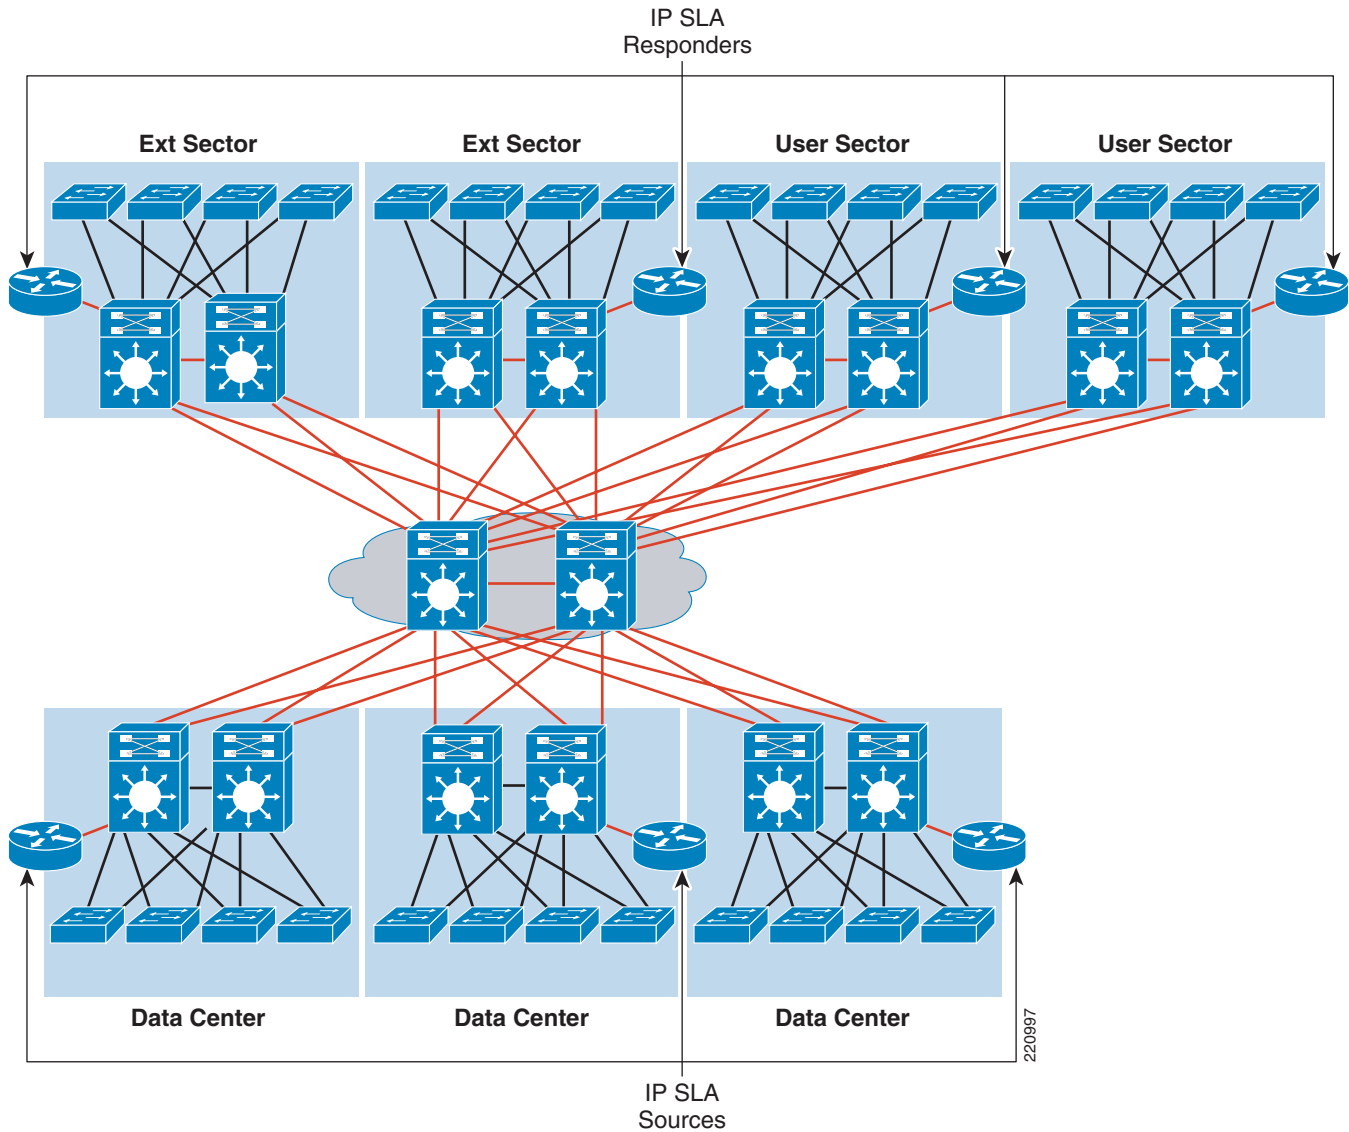 IP SLA
Responders
Ext Sector
Ext Sector
User Sector
User Sector
Data Center
Data Center
Data Center
220997
IP SLA
Sources